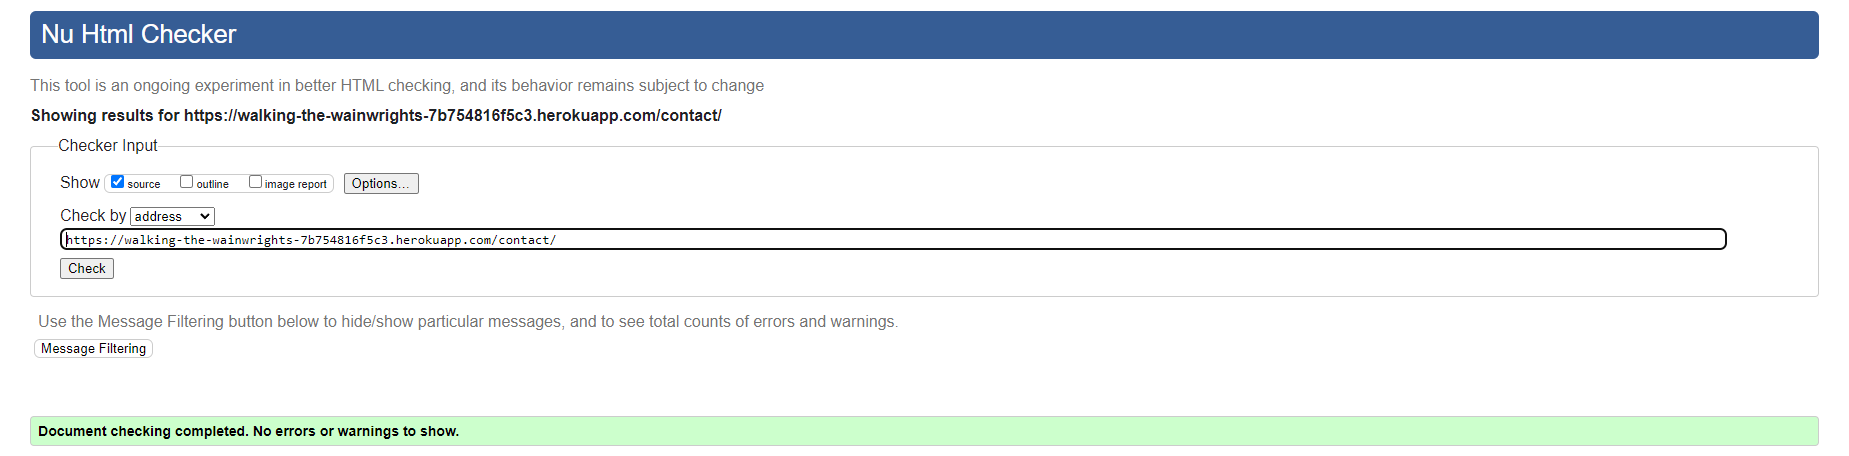 Nu Html Checker
This tool is an ongoing experiment in better HTML checking, and its behavior remains subject to change
Showing results for https://walking-the-wainwrights-7b754816f5c3.herokuapp.com/contact/
Checker Input
Show source outline image report Options...
Check by address
https://walking-the-wainwrights-7b754816f5c3.herokuapp.com/contact/
Check
Use the Message Filtering button below to hide/show particular messages, and to see total counts of errors and warnings.
Message Filtering
Document checking completed. No errors or warnings to show.